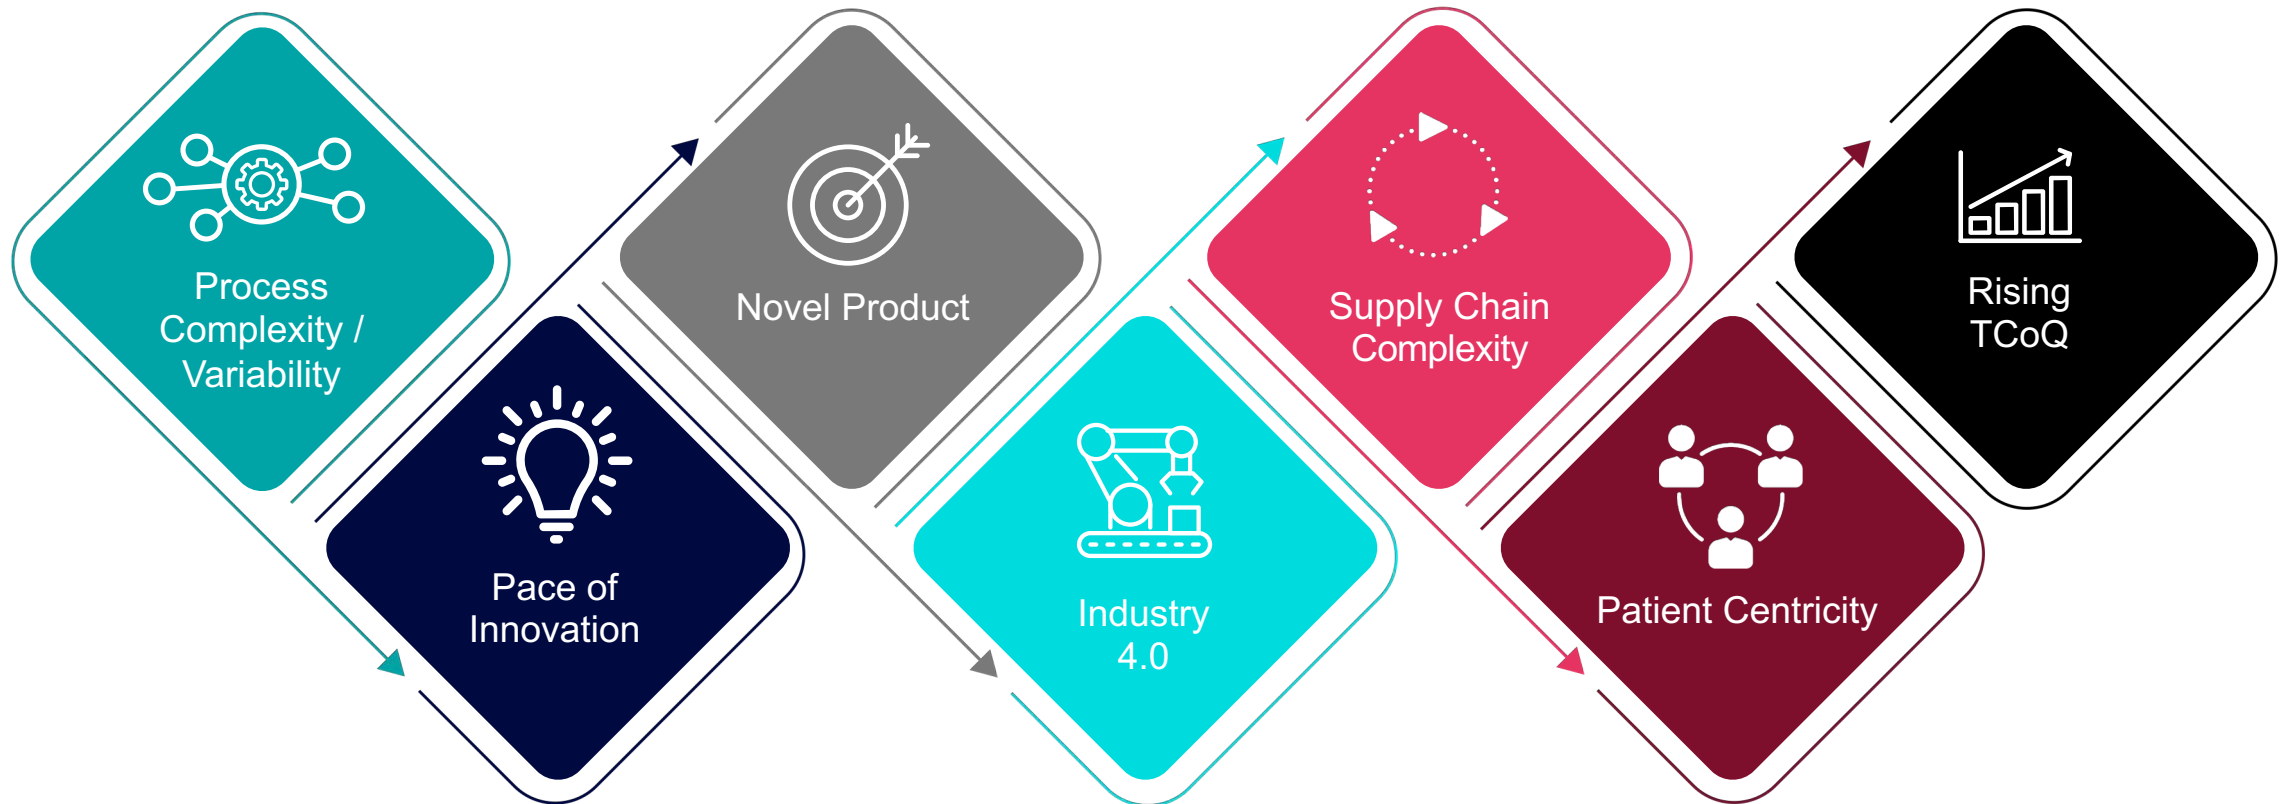 Process
Complexity /
Variability
Pace of
Innovation
Novel Product
Industry
4.0
Supply Chain
Complexity
Patient Centricity
Rising
TCoQ